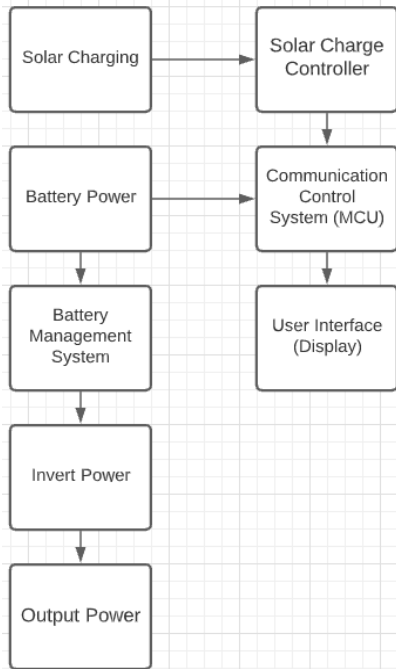 Solar Charging
Solar Charge
Controller
Battery Power
Communication
Control
System (MCU)
Battery
Management
System
User Interface
(Display)
Invert Power
Output Power